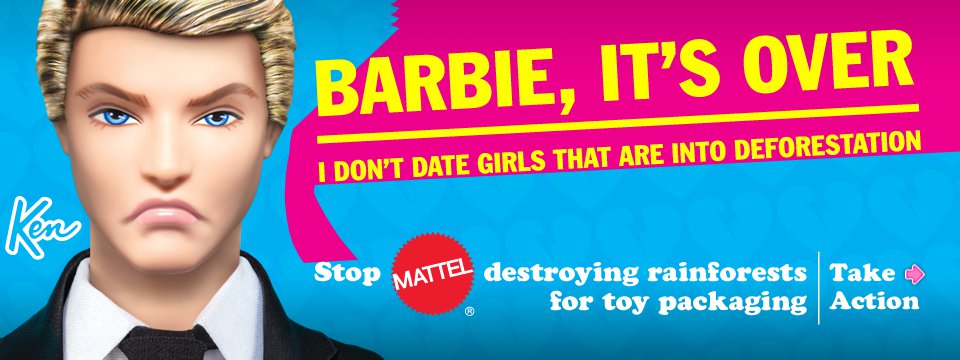 BARBIE, IT'S OVER
I DON'T DATE GIRLS THAT ARE INTO DEFORESTATION
Ken
Stop MATTEL ® destroying rainforests
for toy packaging
Take
Action